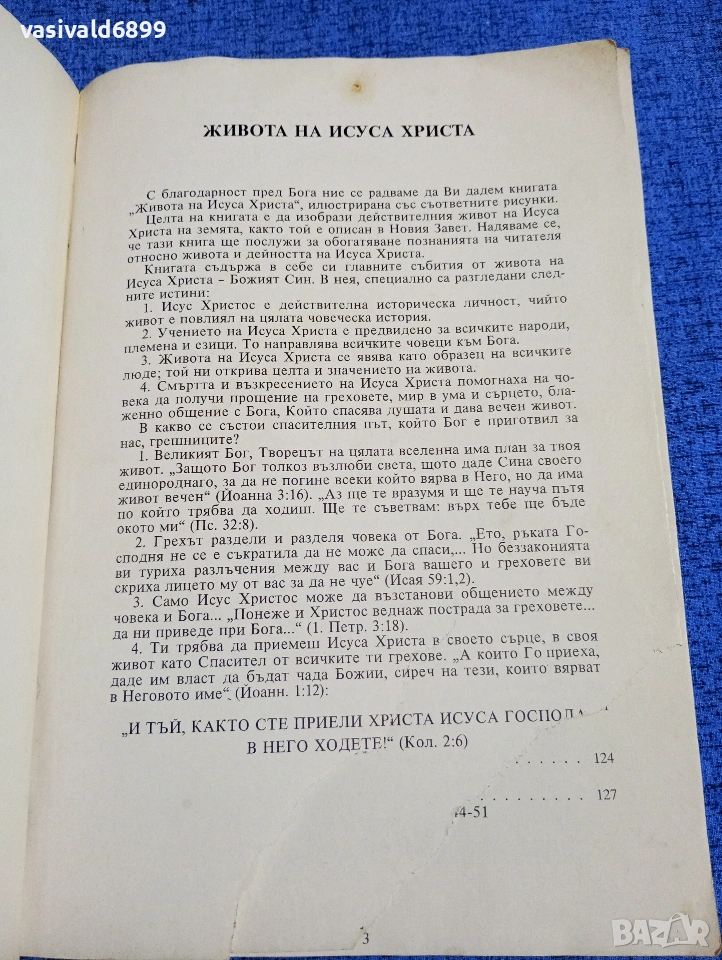 vasivald6899
ЖИВОТА НА ИСУСА ХРИСТА
С благодарност пред Бога ние се радваме да Ви дадем книгата
„Живота на Исуса Христа“, илюстрирана със съответните рисунки.
Целта на книгата е да изобрази действителния живот на Исуса
Христа на земята, както той е описан в Новия Завет. Надяваме се,
че тази книга ще послужи за обогатяване познанията на читателя
относно живота и дейността на Исуса Христа.
Книгата съдържа в себе си главните събития от живота на
Исуса Христа – Божият Син. В нея, специално са разгледани след-
ните истини:
1. Исус Христос е действителна историческа личност, чийто
живот е повлиял на цялата човеческа история.
2. Учението на Исуса Христа е предвидено за всичките народи,
племена и езици. То направлява всичките човеци към Бога.
3. Живота на Исуса Христа се явява като образец на всичките
люде; той ни открива целта и значението на живота.
4. Смъртта и възкресението на Исуса Христа помогнаха на чо-
века да получи прощение на греховете, мир в ума и сърцето, бла-
женно общение с Бога, Който спасява душата и дава вечен живот.
В какво се състои спасителния път, който Бог е приготвил за
нас, грешниците?
1. Великият Бог, Творецът на цялата вселенна има план за твоя
живот. „Защото Бог толкоз възлюби света, щото даде Сина своего
единороднаго, за да не погине всеки който вярва в Него, но да има
живот вечен“ (Йоанна 3:16). „Аз ще те вразумя и ще те науча пътя
по който трябва да ходиш. Ще те съветвам: върх тебе ще бъде
окото ми“ (Пс. 32:8).
2. Грехът раздели и разделя човека от Бога. „Ето, ръката Гос-
подня не се е съкратила да не може да спаси,... Но беззаконията
ви туриха разлъчения между вас и Бога вашего и греховете ви
скриха лицето му от вас за да не чуе“ (Исая 59:1,2).
3. Само Исус Христос може да възстанови общението между
човека и Бога... „Понеже и Христос веднаж пострада за греховете...
да ни приведе при Бога...“ (1. Петр. 3:18).
4. Ти трябва да приемеш Исуса Христа в своето сърце, в своя
живот като Спасител от всичките ти грехове. „А които Го приеха,
даде им власт да бъдат чада Божии, сиреч на тези, които вярват
в Неговото име“, (Йоанн. 1:12):
„И ТЪЙ, КАКТО СТЕ ПРИЕЛИ ХРИСТА ИСУСА ГОСПОДА
В НЕГО ХОДЕТЕ!“ (Кол. 2:6)
. . . . . . 124
. . . . . . . . . 127
4-51
3
BAZAR